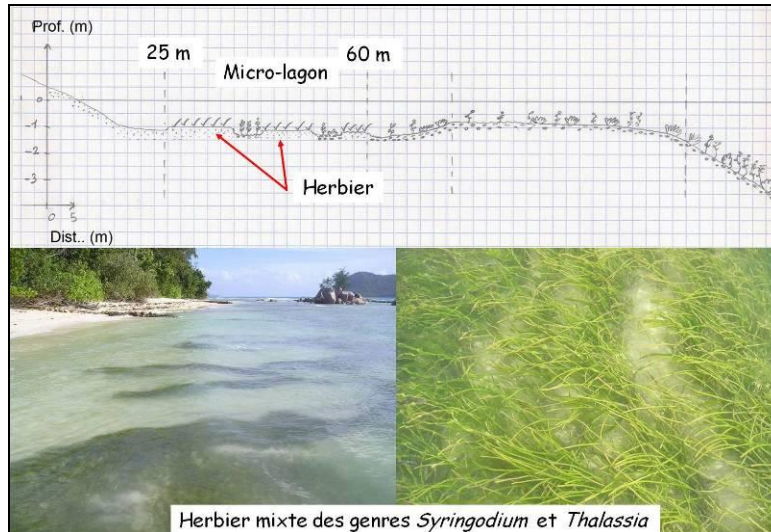 Prof. (m)
25 m
60 m
Micro-lagon
0
-1
-2
-3
Herbier
0 5
Dist.. (m)
Herbier mixte des genres Syringodium et Thalassia